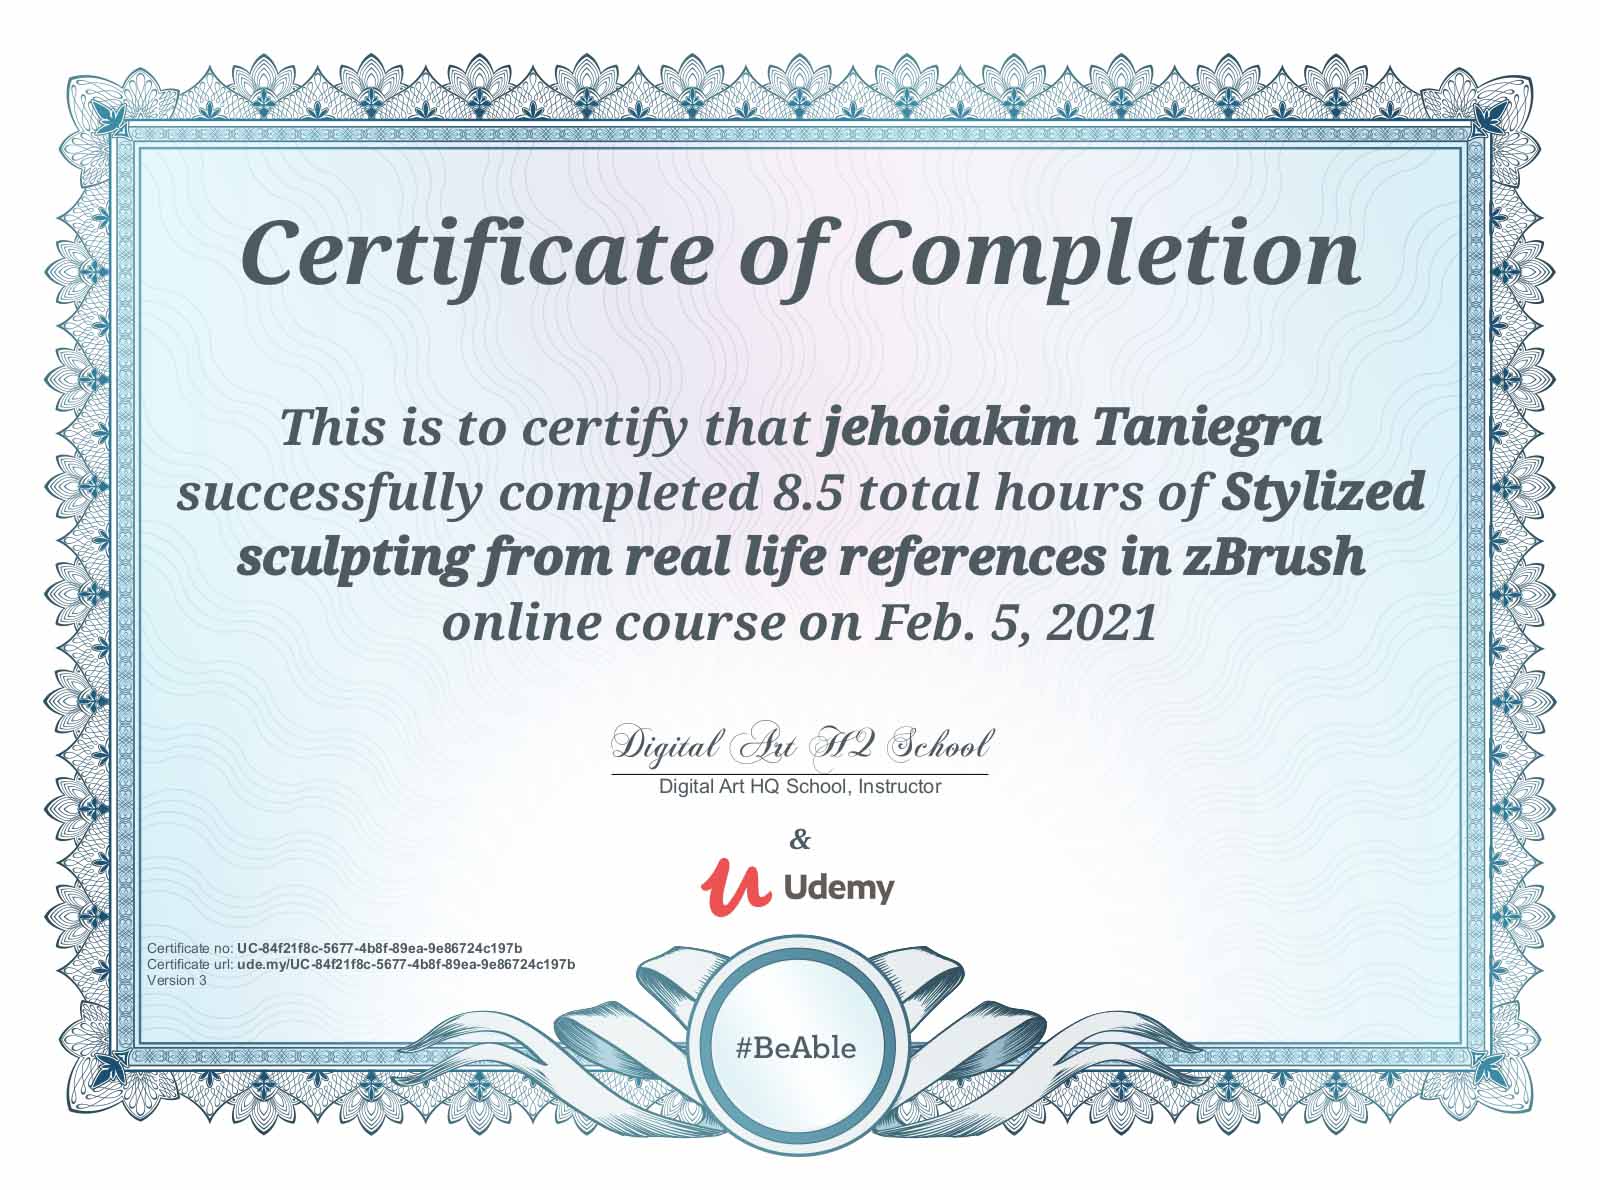 Certificate of Completion
This is to certify that jehoiakim Taniegra
successfully completed 8.5 total hours of Stylized
sculpting from real life references in zBrush
online course on Feb. 5, 2021
Digital Art HQ School
Digital Art HQ School, Instructor
&
Udemy
Certificate no: UC-84f21f8c-5677-4b8f-89ea-9e86724c197b
Certificate url: ude.my/UC-84f21f8c-5677-4b8f-89ea-9e86724c197b
Version 3
#BeAble